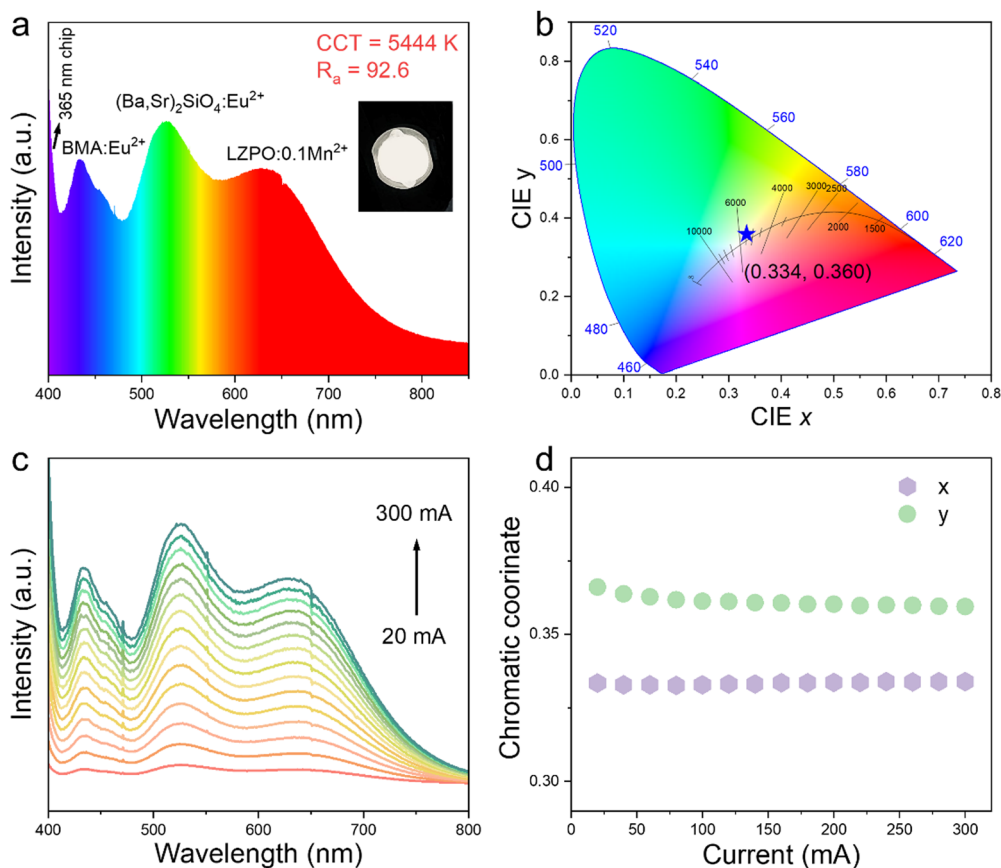 a
CCT = 5444 K
Rₐ = 92.6
365 nm chip
(Ba,Sr)₂SiO₄:Eu²⁺
BMA:Eu²⁺
LZPO:0.1Mn²⁺
Intensity (a.u.)
400 500 600 700 800
Wavelength (nm)
b
520
540
560
580
600
620
500
480
460
0.8
0.6
0.4
0.2
0.0
CIE y
10000
6000
4000
3000
2500
2000
1500
(0.334, 0.360)
0.0 0.1 0.2 0.3 0.4 0.5 0.6 0.7 0.8
CIE x
c
300 mA
20 mA
Intensity (a.u.)
400 500 600 700 800
Wavelength (nm)
d
x
y
0.40
0.35
0.30
Chromatic coorinate
0 50 100 150 200 250 300
Current (mA)